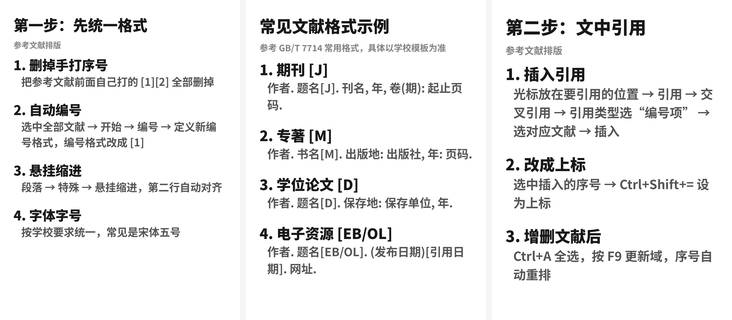 第一步：先统一格式
参考文献排版
1. 删掉手打序号
把参考文献前面自己打的 [1][2] 全部删掉
2. 自动编号
选中全部文献 → 开始 → 编号 → 定义新编
号格式，编号格式改成 [1]
3. 悬挂缩进
段落 → 特殊 → 悬挂缩进，第二行自动对齐
4. 字体字号
按学校要求统一，常见是宋体五号
常见文献格式示例
参考 GB/T 7714 常用格式，具体以学校模板为准
1. 期刊 [J]
作者. 题名[J]. 刊名, 年, 卷(期): 起止页
码.
2. 专著 [M]
作者. 书名[M]. 出版地: 出版社, 年: 页码.
3. 学位论文 [D]
作者. 题名[D]. 保存地: 保存单位, 年.
4. 电子资源 [EB/OL]
作者. 题名[EB/OL]. (发布日期)[引用日
期]. 网址.
第二步：文中引用
参考文献排版
1. 插入引用
光标放在要引用的位置 → 引用 → 交
叉引用 → 引用类型选“编号项” →
选对应文献 → 插入
2. 改成上标
选中插入的序号 → Ctrl+Shift+= 设
为上标
3. 增删文献后
Ctrl+A 全选，按 F9 更新域，序号自
动重排